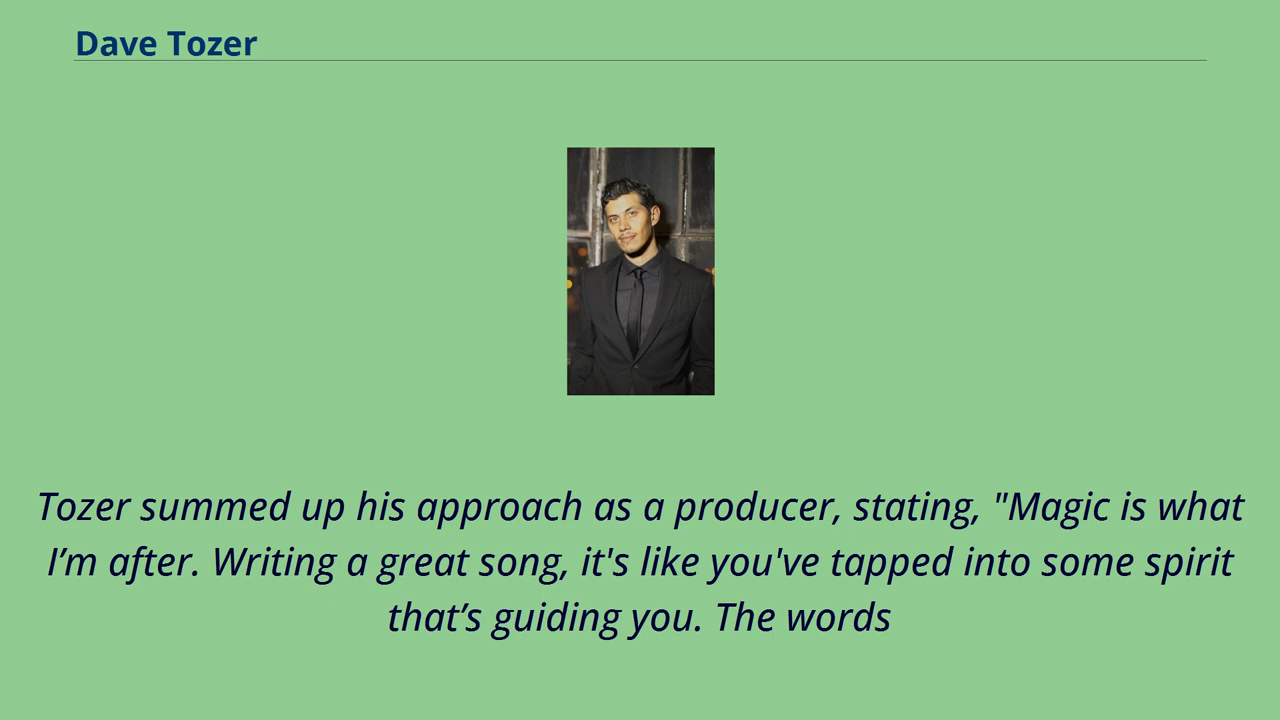 Dave Tozer
Tozer summed up his approach as a producer, stating, "Magic is what
I’m after. Writing a great song, it's like you've tapped into some spirit
that’s guiding you. The words